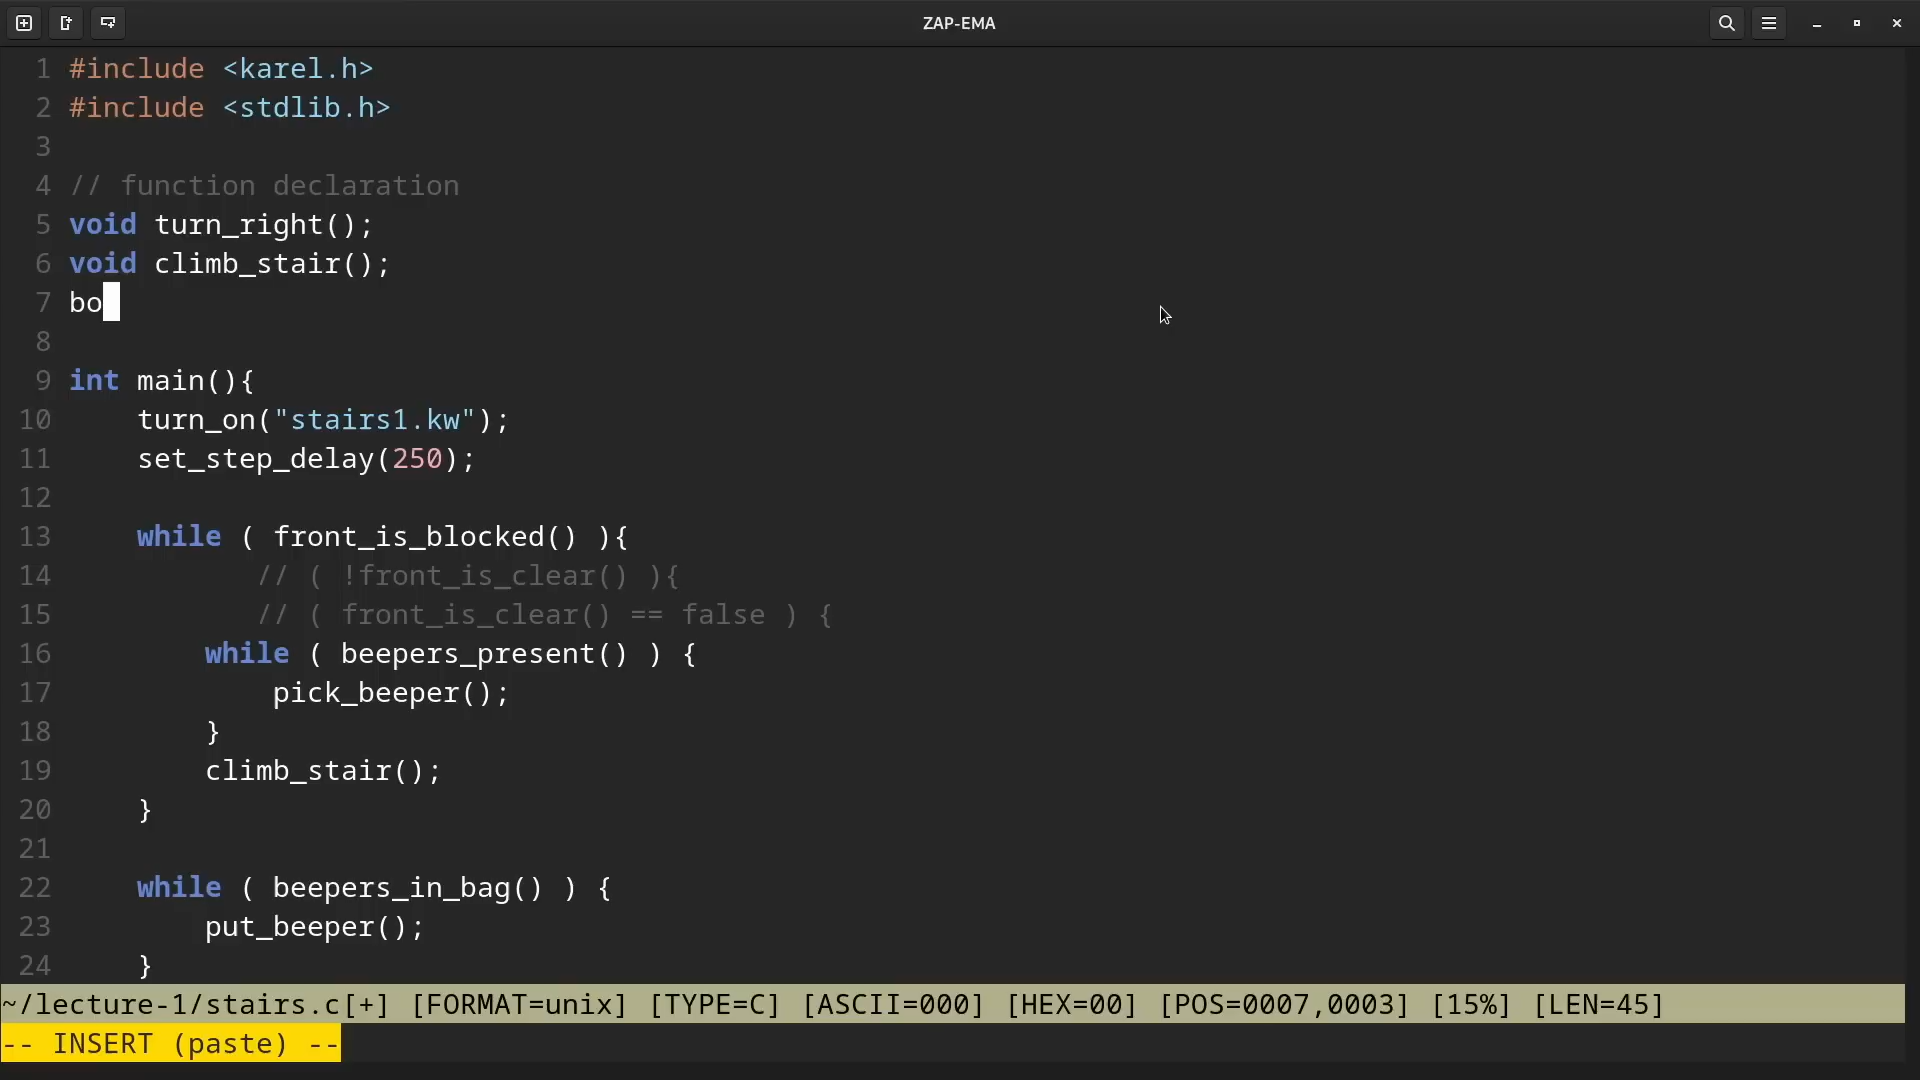 ZAP-EMA
1 #include <karel.h>
2 #include <stdlib.h>
3
4 // function declaration
5 void turn_right();
6 void climb_stair();
7 bo
8
9 int main(){
10     turn_on("stairs1.kw");
11     set_step_delay(250);
12
13     while ( front_is_blocked() ){
14            // ( !front_is_clear() ){
15            // ( front_is_clear() == false ) {
16         while ( beepers_present() ) {
17             pick_beeper();
18         }
19         climb_stair();
20     }
21
22     while ( beepers_in_bag() ) {
23         put_beeper();
24     }
~/lecture-1/stairs.c[+] [FORMAT=unix] [TYPE=C] [ASCII=000] [HEX=00] [POS=0007,0003] [15%] [LEN=45]
-- INSERT (paste) --